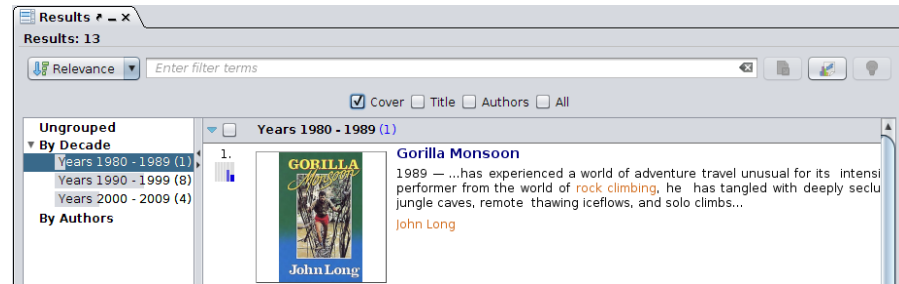 Results
Results: 13
Relevance
Enter filter terms
Cover Title Authors All
Ungrouped
By Decade
Years 1980 - 1989 (1)
Years 1990 - 1999 (8)
Years 2000 - 2009 (4)
By Authors
Years 1980 - 1989 (1)
1.
GORILLA
Monsoon
John Long
Gorilla Monsoon
1989 — ...has experienced a world of adventure travel unusual for its intensi
performer from the world of rock climbing, he has tangled with deeply seclu
jungle caves, remote thawing iceflows, and solo climbs...
John Long